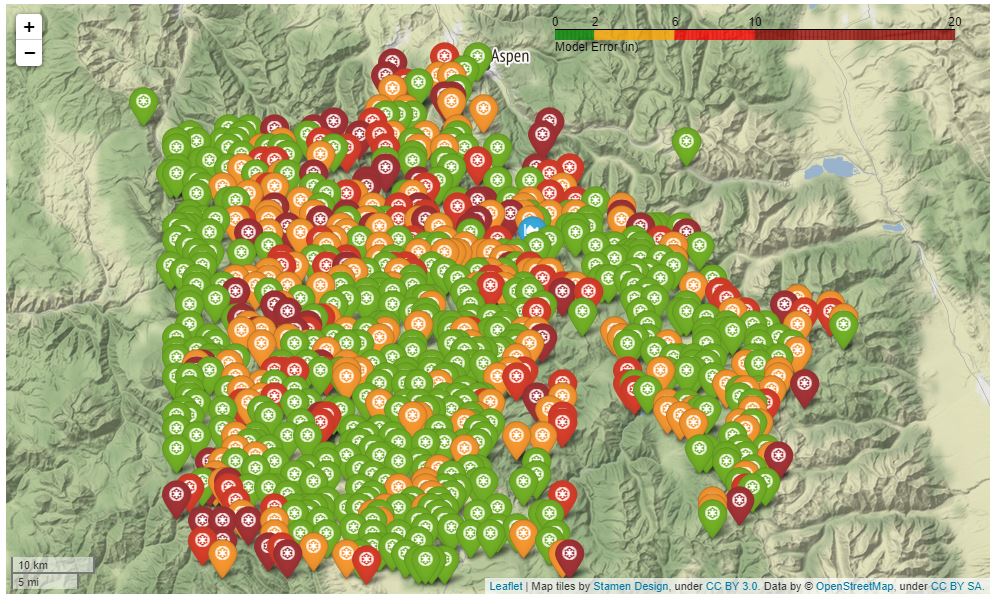 +
−
0 2 6 10 20
Model Error (in)
Aspen
10 km
5 mi
Leaflet | Map tiles by Stamen Design, under CC BY 3.0. Data by © OpenStreetMap, under CC BY SA.